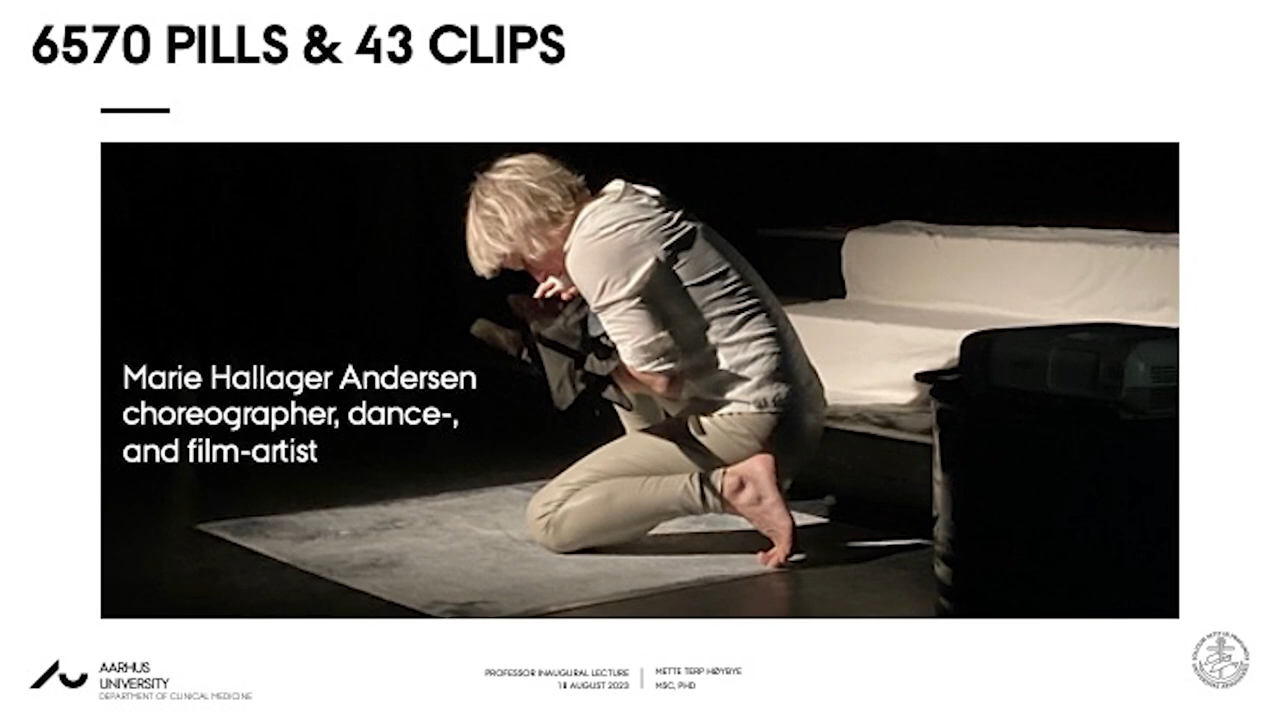 6570 PILLS & 43 CLIPS
Marie Hallager Andersen
choreographer, dance-,
and film-artist
AARHUS
UNIVERSITY
DEPARTMENT OF CLINICAL MEDICINE
PROFESSOR INAUGURAL LECTURE
18 AUGUST 2023
METTE TERP HØYBYE
MSC, PHD